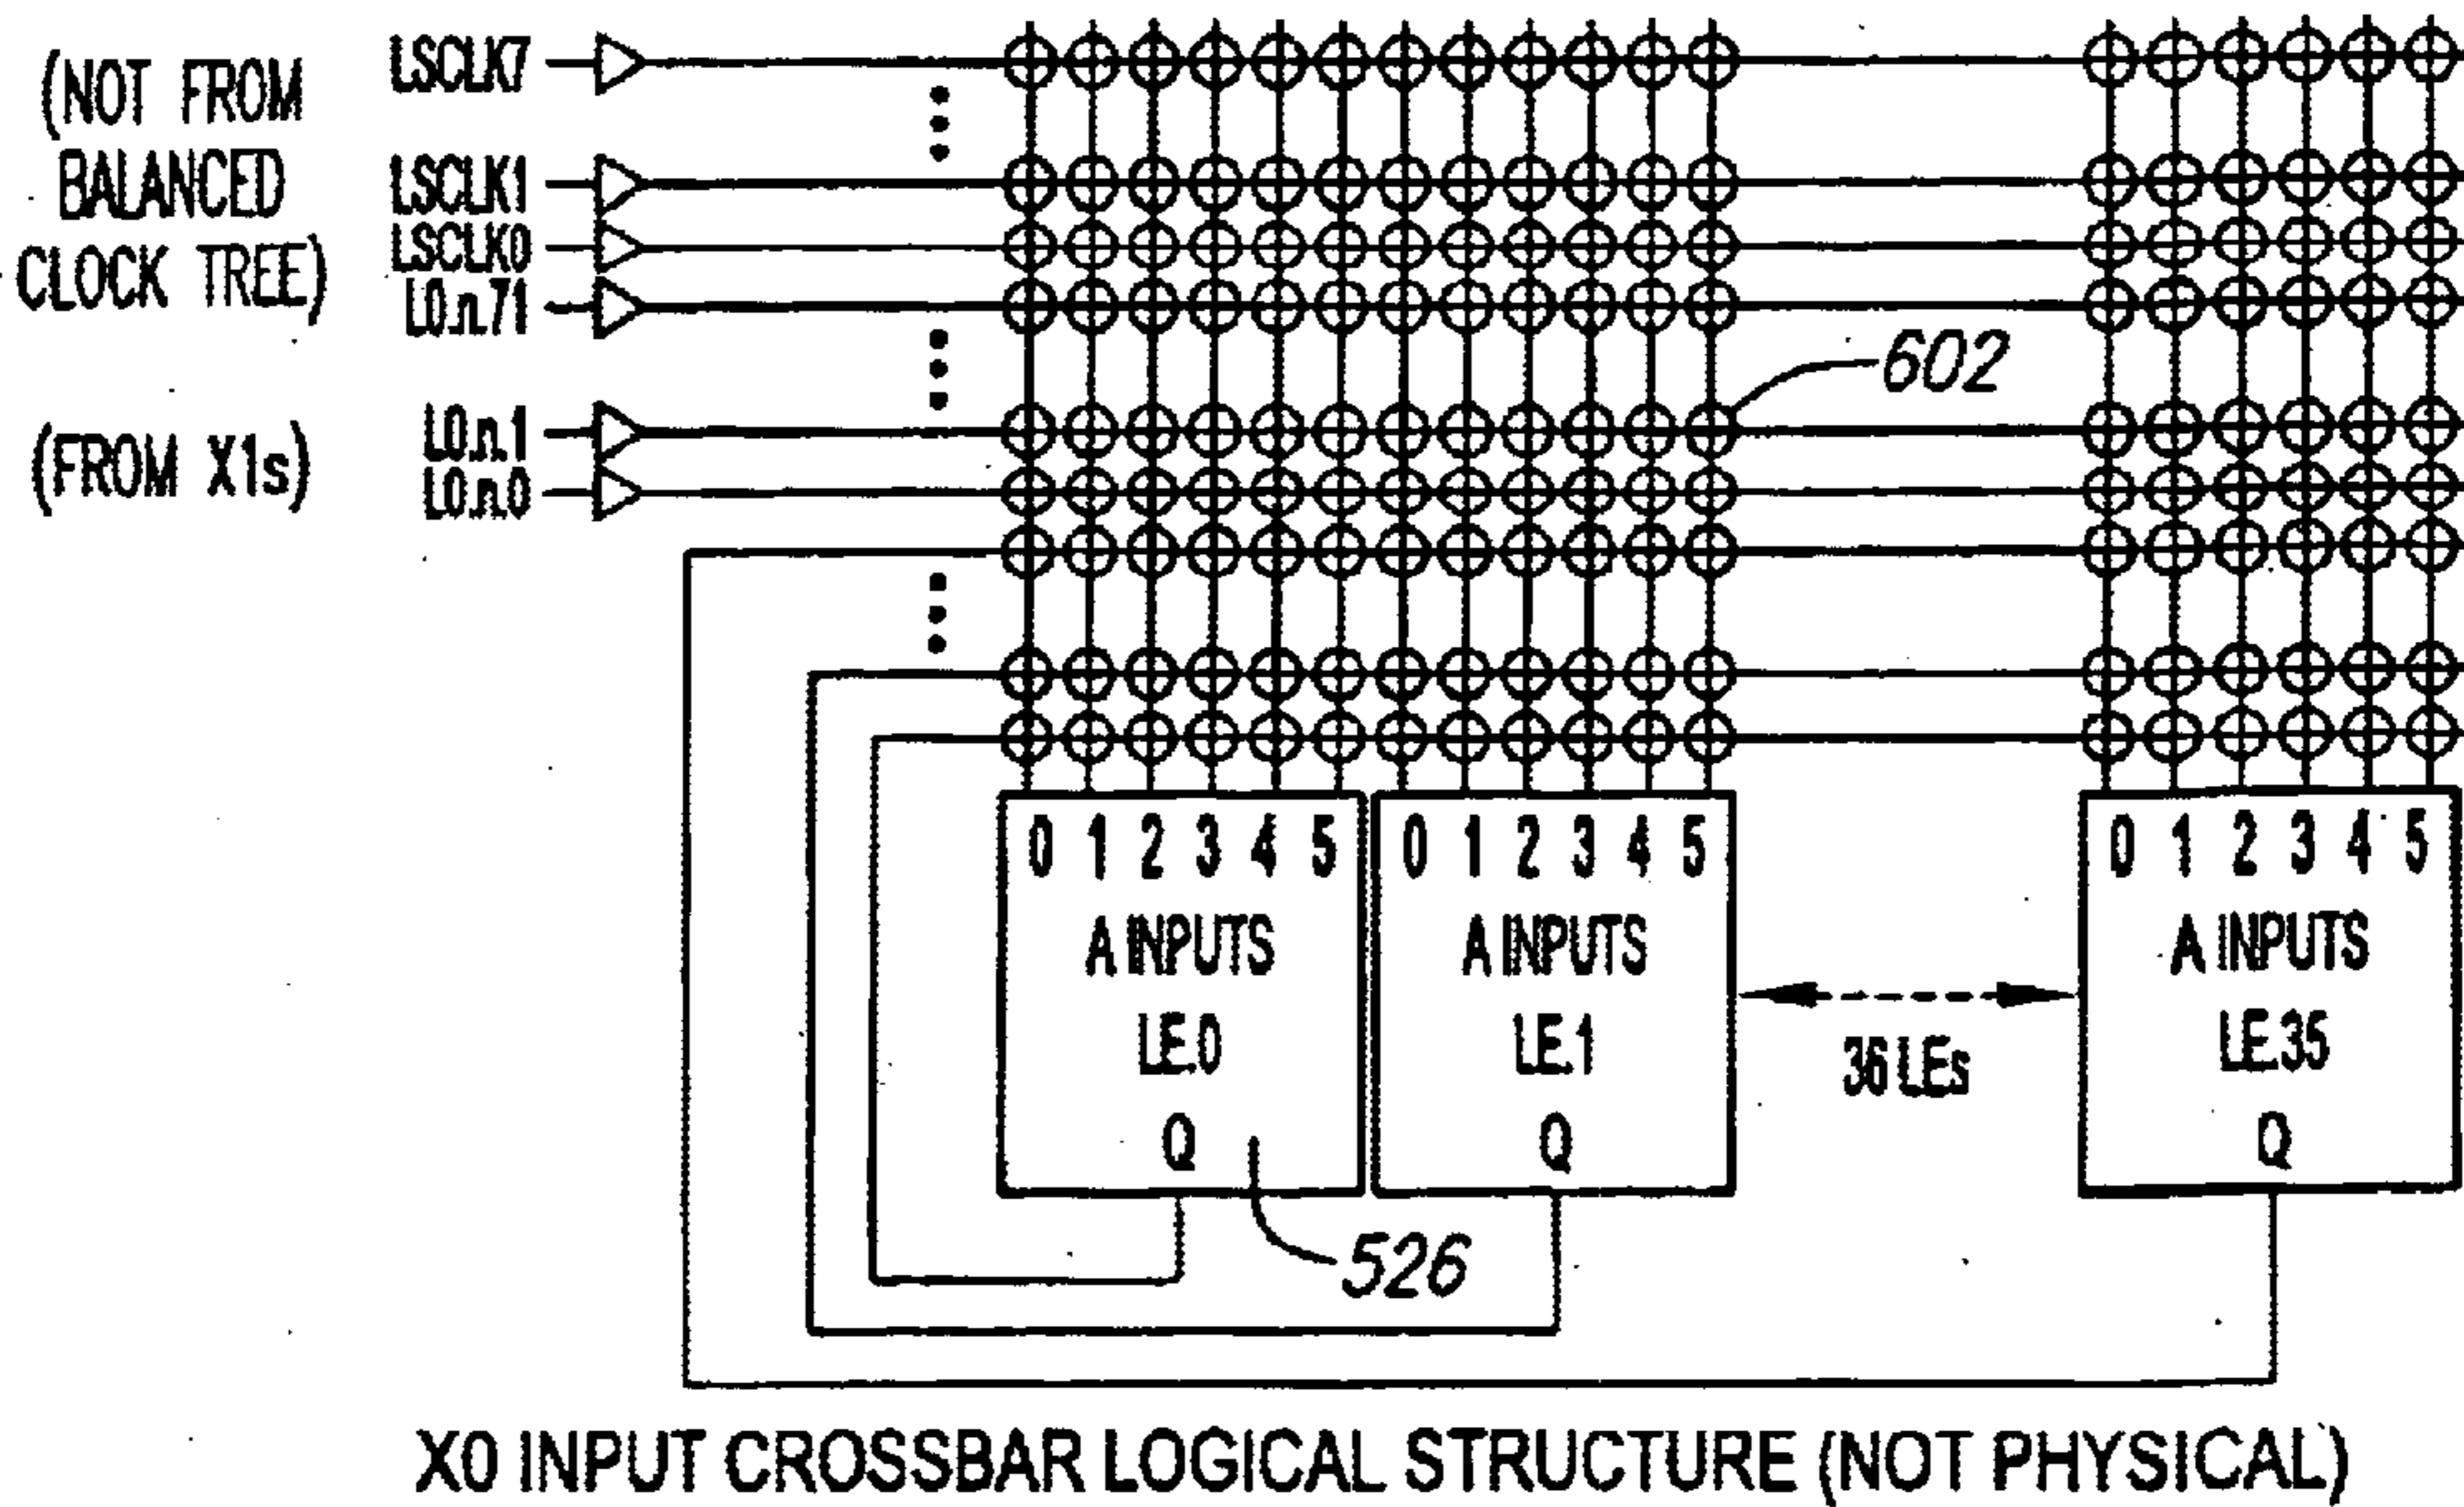 (NOT FROM
BALANCED
CLOCK TREE)
(FROM X1s)
LSCLK7
LSCLK1
LSCLK0
L0.n.71
L0.n.1
L0.n.0
602
0 1 2 3 4 5
A INPUTS
LE.0
Q
526
0 1 2 3 4 5
A INPUTS
LE.1
Q
36 LEs
0 1 2 3 4 5
A INPUTS
LE.35
Q
X0 INPUT CROSSBAR LOGICAL STRUCTURE (NOT PHYSICAL)